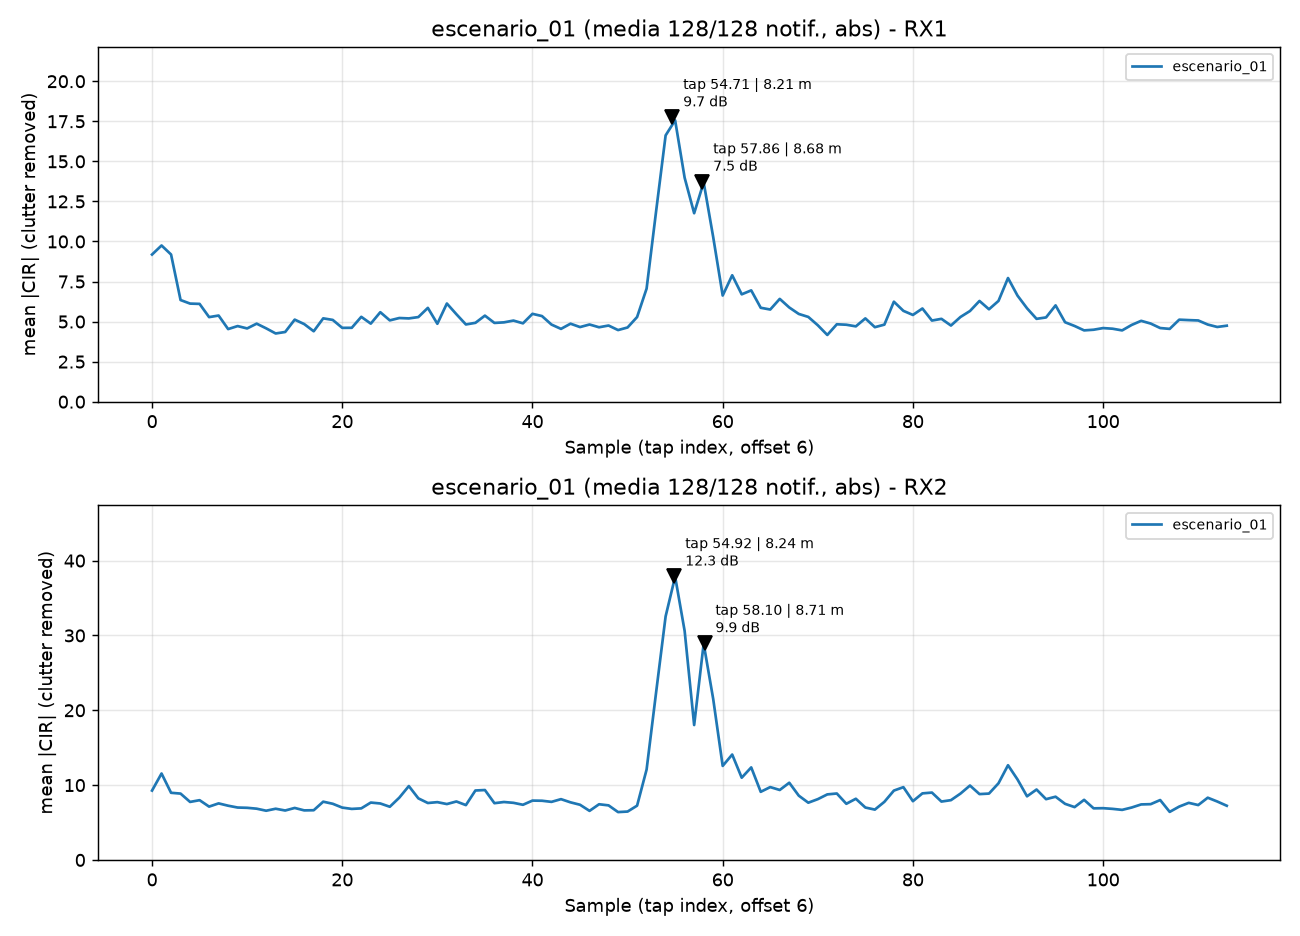 escenario_01 (media 128/128 notif., abs) - RX1
escenario_01
tap 54.71 | 8.21 m
9.7 dB
tap 57.86 | 8.68 m
7.5 dB
mean |CIR| (clutter removed)
20.0
17.5
15.0
12.5
10.0
7.5
5.0
2.5
0.0
0
20
40
60
80
100
Sample (tap index, offset 6)
escenario_01 (media 128/128 notif., abs) - RX2
escenario_01
tap 54.92 | 8.24 m
12.3 dB
tap 58.10 | 8.71 m
9.9 dB
mean |CIR| (clutter removed)
40
30
20
10
0
0
20
40
60
80
100
Sample (tap index, offset 6)